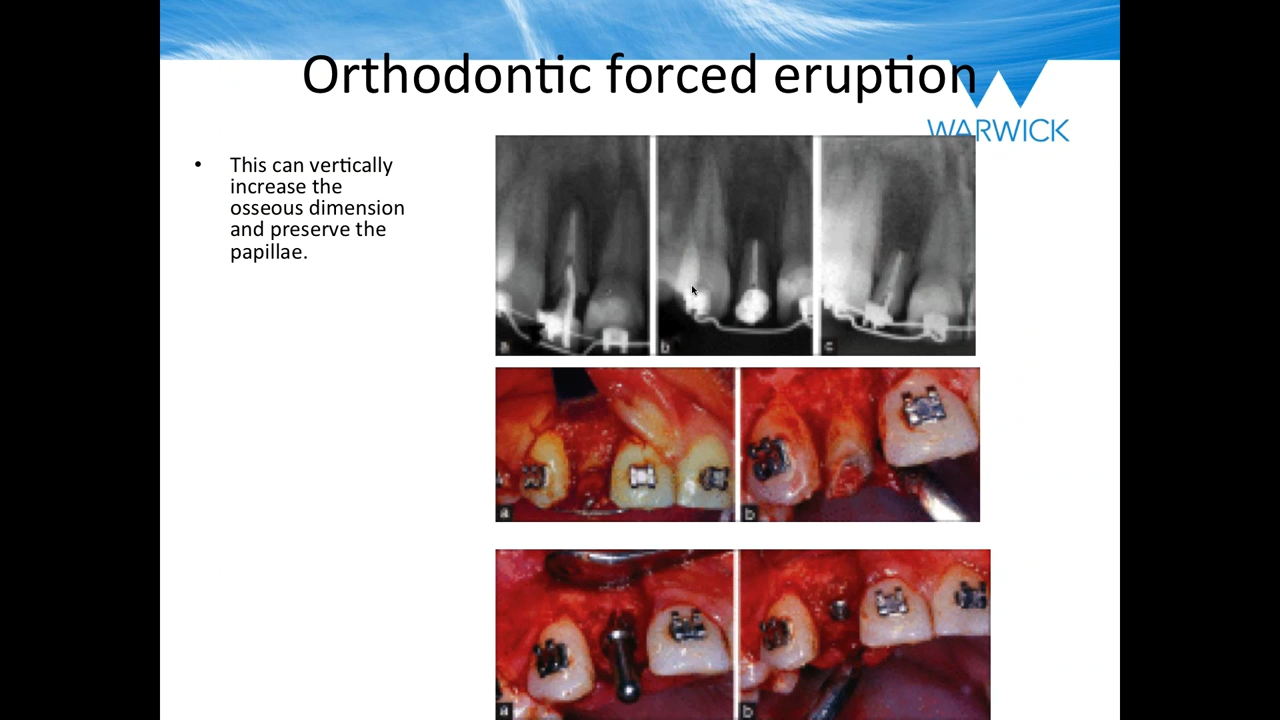 Orthodontic forced eruption
WARWICK
• This can vertically
increase the
osseous dimension
and preserve the
papillae.
a
b
c
a
b
a
b